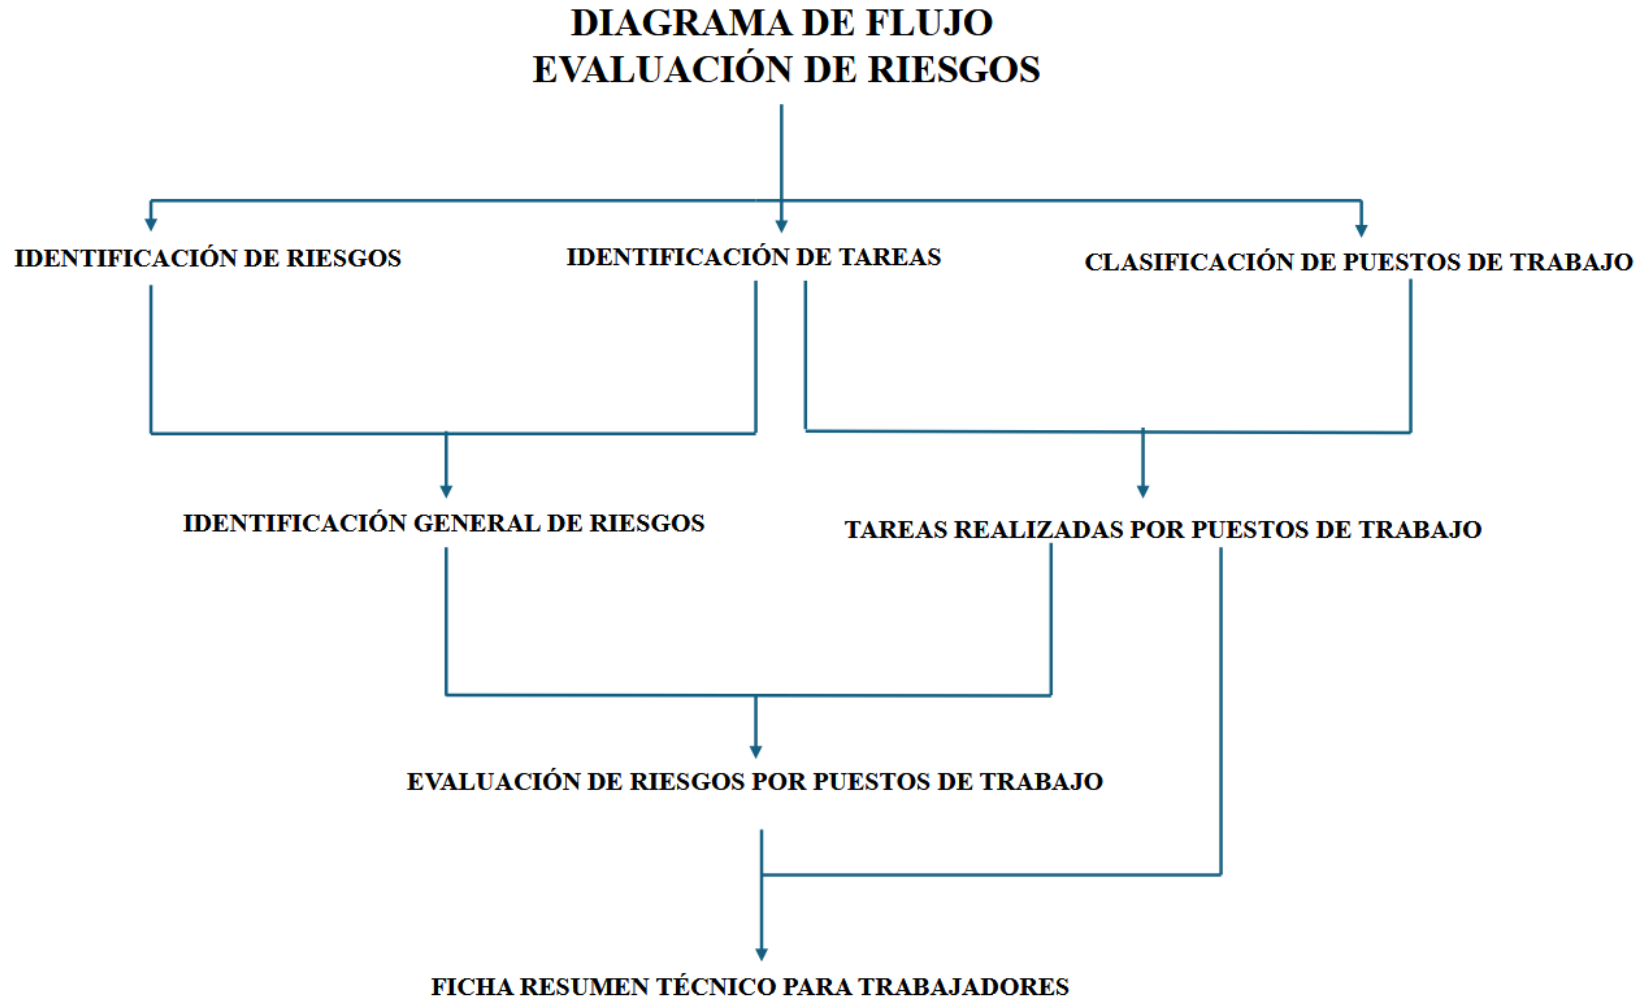 DIAGRAMA DE FLUJO
EVALUACIÓN DE RIESGOS
IDENTIFICACIÓN DE RIESGOS
IDENTIFICACIÓN DE TAREAS
CLASIFICACIÓN DE PUESTOS DE TRABAJO
IDENTIFICACIÓN GENERAL DE RIESGOS
TAREAS REALIZADAS POR PUESTOS DE TRABAJO
EVALUACIÓN DE RIESGOS POR PUESTOS DE TRABAJO
FICHA RESUMEN TÉCNICO PARA TRABAJADORES